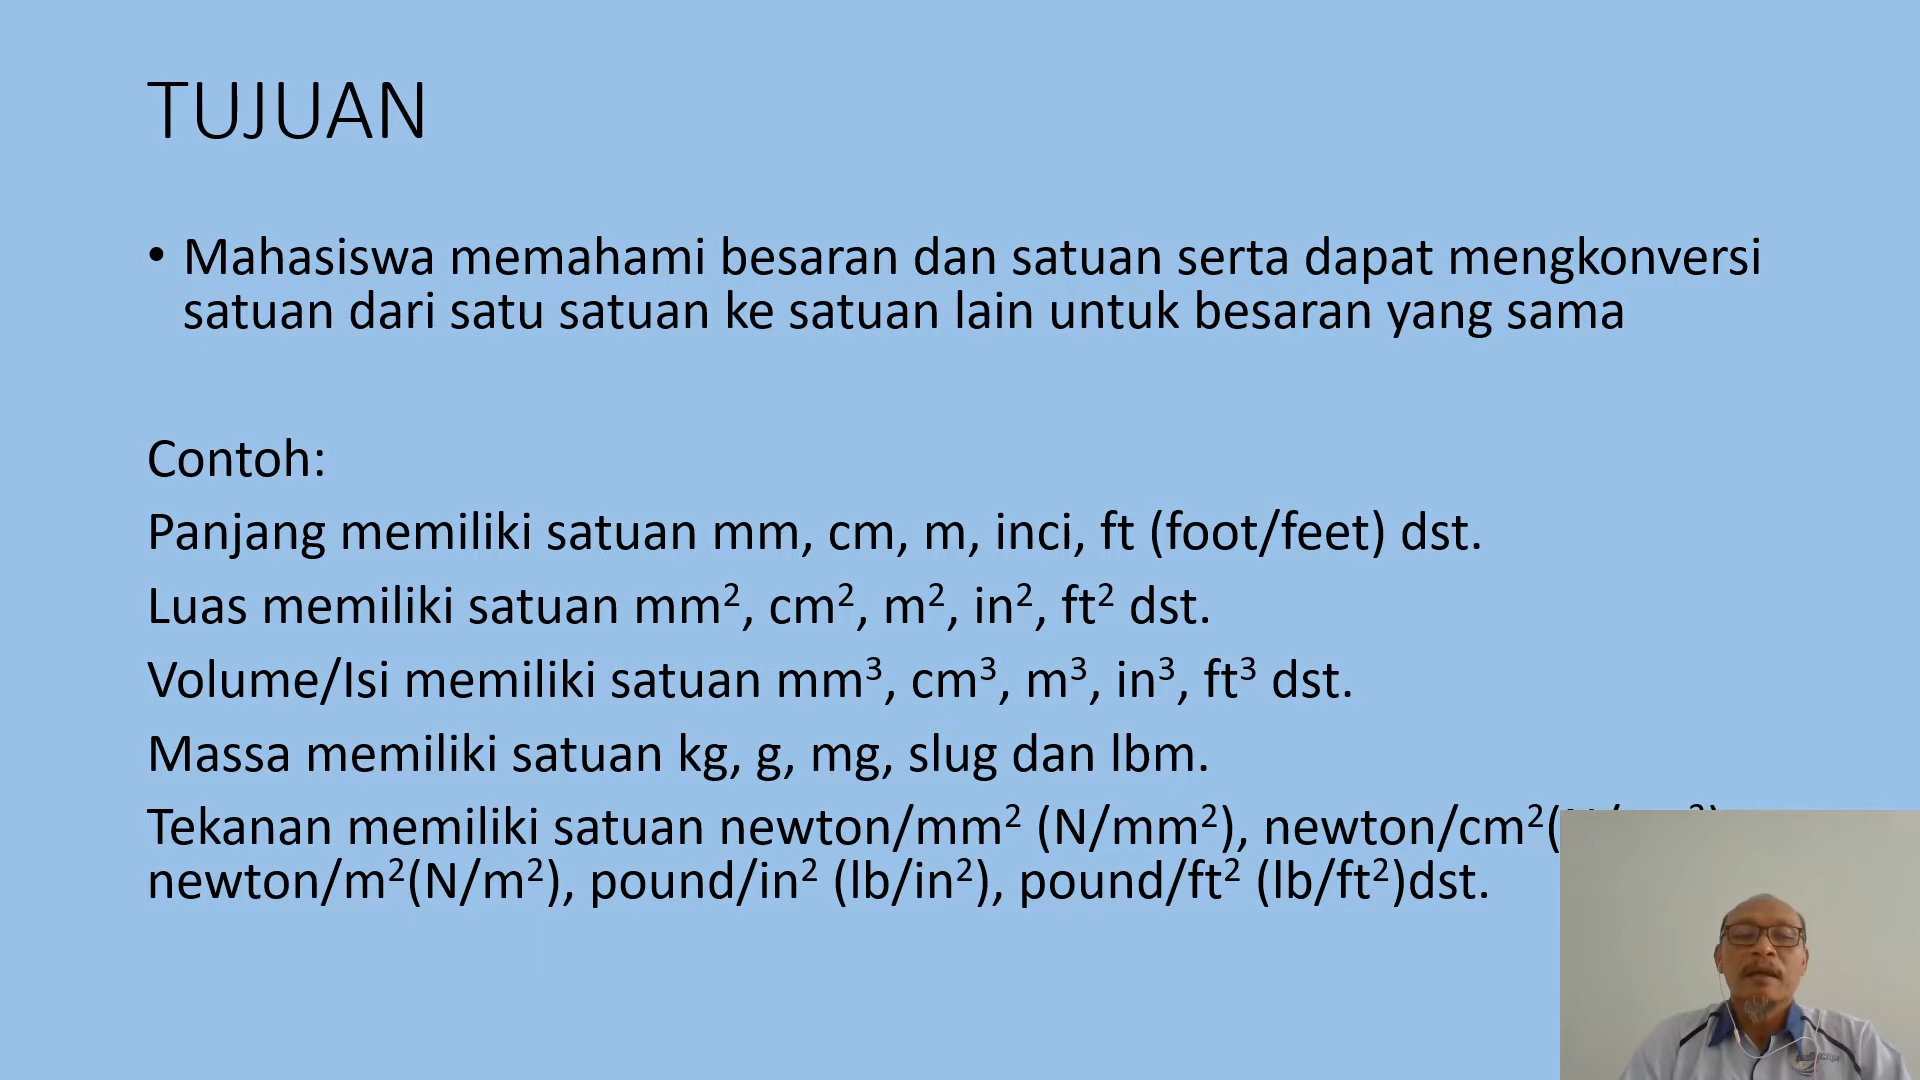 TUJUAN
• Mahasiswa memahami besaran dan satuan serta dapat mengkonversi
satuan dari satu satuan ke satuan lain untuk besaran yang sama
Contoh:
Panjang memiliki satuan mm, cm, m, inci, ft (foot/feet) dst.
Luas memiliki satuan mm², cm², m², in², ft² dst.
Volume/Isi memiliki satuan mm³, cm³, m³, in³, ft³ dst.
Massa memiliki satuan kg, g, mg, slug dan lbm.
Tekanan memiliki satuan newton/mm² (N/mm²), newton/cm²(
newton/m²(N/m²), pound/in² (lb/in²), pound/ft² (lb/ft²)dst.